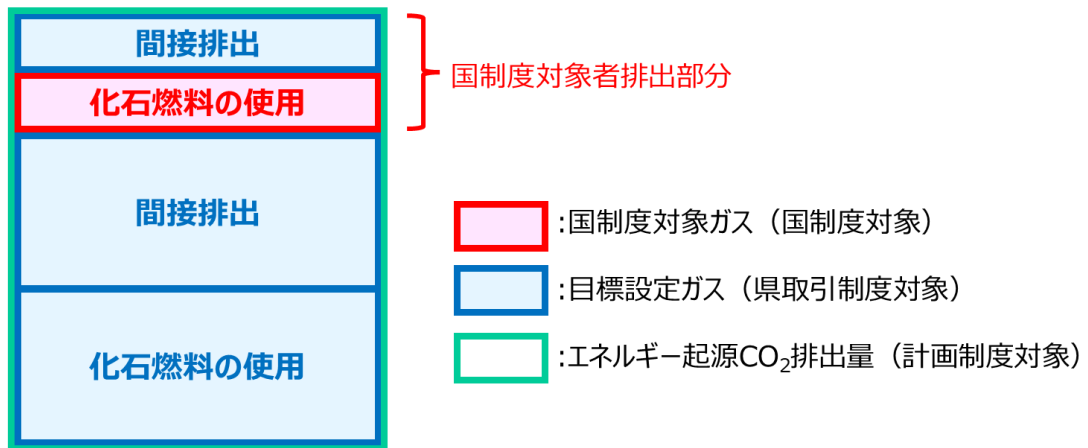 間接排出
化石燃料の使用
国制度対象者排出部分
間接排出
:国制度対象ガス（国制度対象）
:目標設定ガス（県取引制度対象）
化石燃料の使用
:エネルギー起源CO₂排出量（計画制度対象）